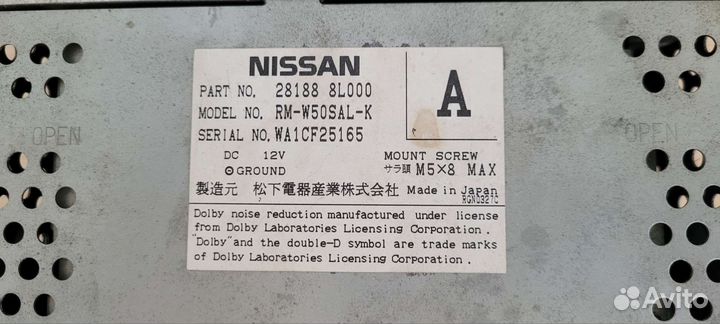 NISSAN
PART NO. 28188 8L000
MODEL NO. RM-W50SAL-K
SERIAL NO. WA1CF25165
A
DC 12V
⊙GROUND
MOUNT SCREW
サラ頭 M5×8 MAX
製造元 松下電器産業株式会社 Made in Japan
RGN0327C
Dolby noise reduction manufactured under license
from Dolby Laboratories Licensing Corporation.
"Dolby" and the double-D symbol are trade marks
of Dolby Laboratories Licensing Corporation.
OPEN
OPEN
Avito